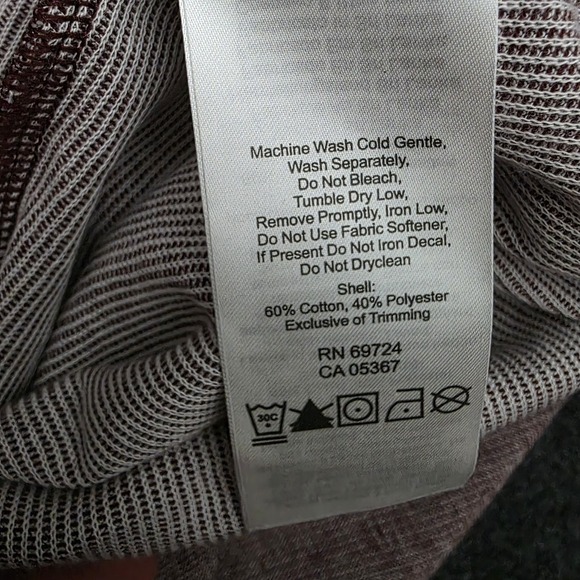 Machine Wash Cold Gentle,
Wash Separately,
Do Not Bleach,
Tumble Dry Low,
Remove Promptly, Iron Low,
Do Not Use Fabric Softener,
If Present Do Not Iron Decal,
Do Not Dryclean
Shell:
60% Cotton, 40% Polyester
Exclusive of Trimming
RN 69724
CA 05367
30C